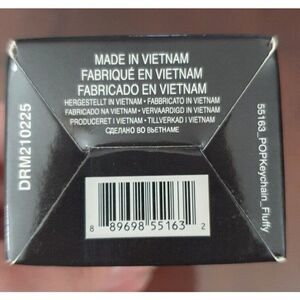 MADE IN VIETNAM
FABRIQUÉ EN VIETNAM
FABRICADO EN VIETNAM
HERGESTELLT IN VIETNAM • FABBRICATO IN VIETNAM
FABRICADO NA VIETNAM • VERVAARDIGD IN VIETNAM
PRODUCERET I VIETNAM • TILLVERKAD I VIETNAM
СДЕЛАНО ВО ВЬЕТНАМЕ
DRM210225
55163_POPKeychain_Fluffy
8 89698 55163 2